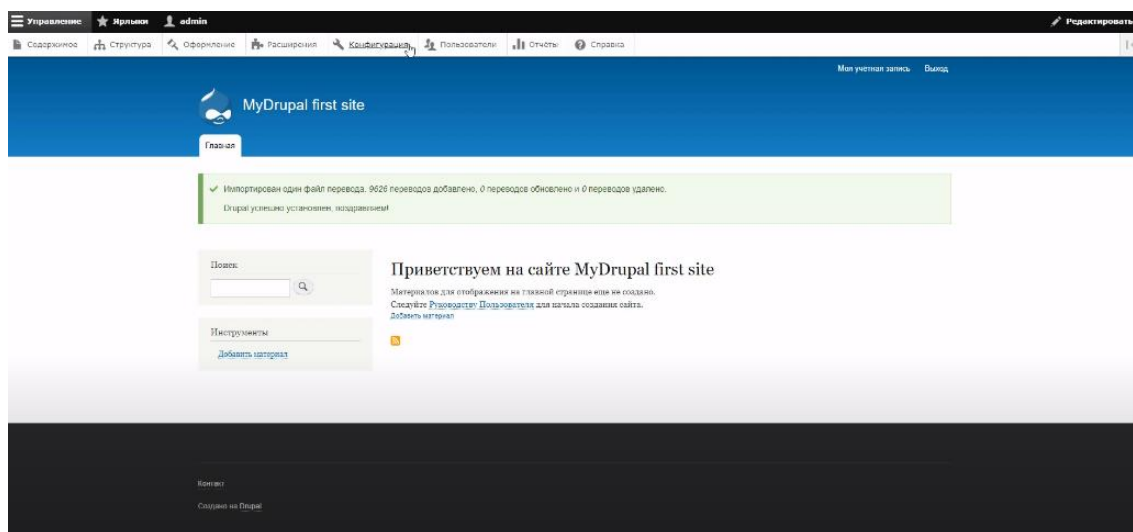 Управление Ярлыки admin Редактировать
Содержимое Структура Оформление Расширения Конфигурация Пользователи Отчеты Справка
Моя учетная запись Выход
MyDrupal first site
Главная
Импортирован один файл перевода. 9626 переводов добавлено, 0 переводов обновлено и 0 переводов удалено.
Drupal успешно установлен, поздравляем!
Поиск
Приветствуем на сайте MyDrupal first site
Материалов для отображения на главной странице еще не создано.
Следуйте Руководству Пользователя для начала создания сайта.
Добавить материал
Инструменты
Добавить материал
Контакт
Создано на Drupal